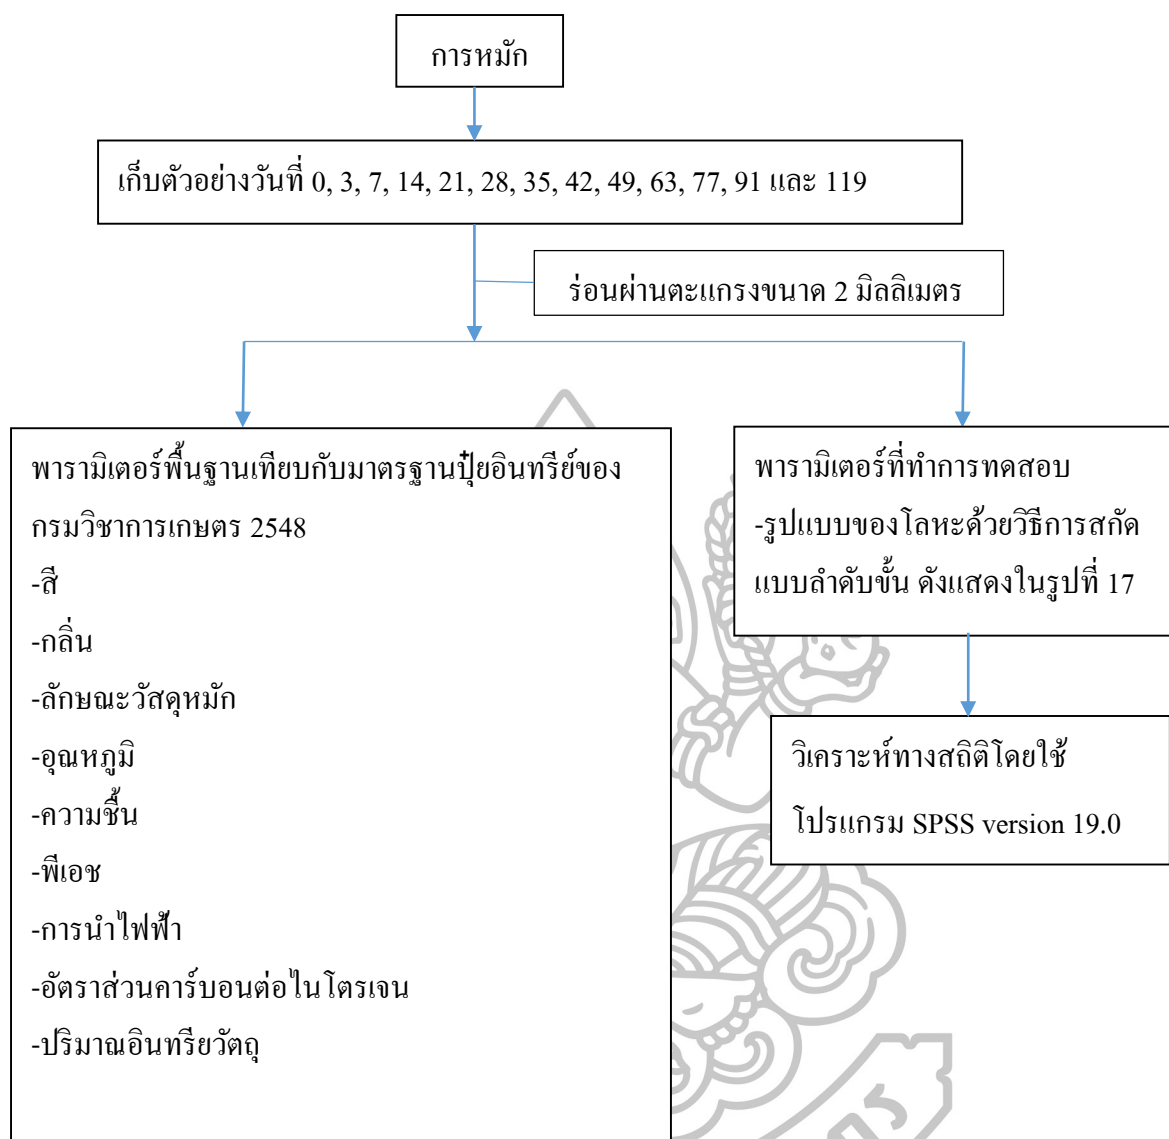 การหมัก
เก็บตัวอย่างวันที่ 0, 3, 7, 14, 21, 28, 35, 42, 49, 63, 77, 91 และ 119
ร่อนผ่านตะแกรงขนาด 2 มิลลิเมตร
พารามิเตอร์พื้นฐานเทียบกับมาตรฐานปุ๋ยอินทรีย์ของ
กรมวิชาการเกษตร 2548
-สี
-กลิ่น
-ลักษณะวัสดุหมัก
-อุณหภูมิ
-ความชื้น
-พีเอช
-การนำไฟฟ้า
-อัตราส่วนคาร์บอนต่อไนโตรเจน
-ปริมาณอินทรียวัตถุ
พารามิเตอร์ที่ทำการทดสอบ
-รูปแบบของโลหะด้วยวิธีการสกัด
แบบลำดับขั้น ดังแสดงในรูปที่ 17
วิเคราะห์ทางสถิติโดยใช้
โปรแกรม SPSS version 19.0